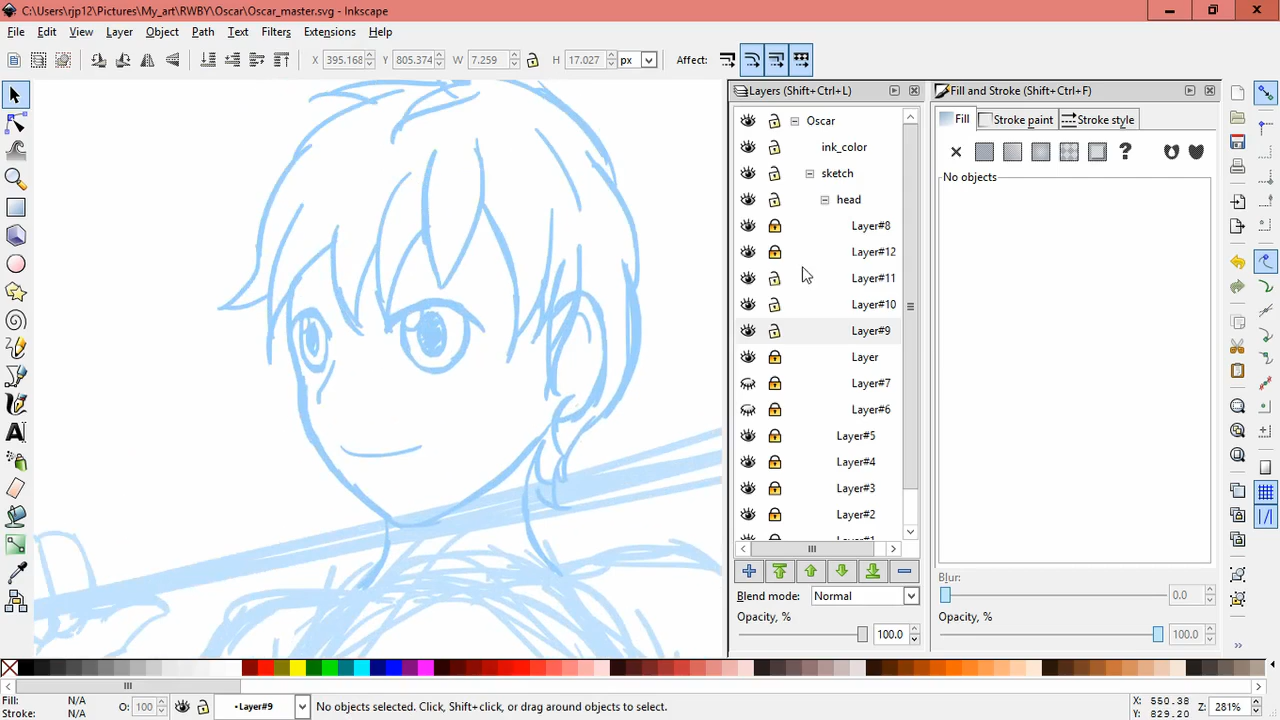 C:\Users\rjp12\Pictures\My_art\RWBY\Oscar\Oscar_master.svg - Inkscape
File Edit View Layer Object Path Text Filters Extensions Help
X 395.168 Y 805.374 W 7.259 H 17.027 px Affect:
Layers (Shift+Ctrl+L)
Oscar
ink_color
sketch
head
Layer#8
Layer#12
Layer#11
Layer#10
Layer#9
Layer
Layer#7
Layer#6
Layer#5
Layer#4
Layer#3
Layer#2
Layer#1
Blend mode: Normal
Opacity, % 100.0
Fill and Stroke (Shift+Ctrl+F)
Fill Stroke paint Stroke style
No objects
Blur:
0.0
Opacity, %
100.0
Fill: N/A
Stroke: N/A
O: 100
•Layer#9
No objects selected. Click, Shift+click, or drag around objects to select.
X: 550.38
Y: 829.20
Z: 281%